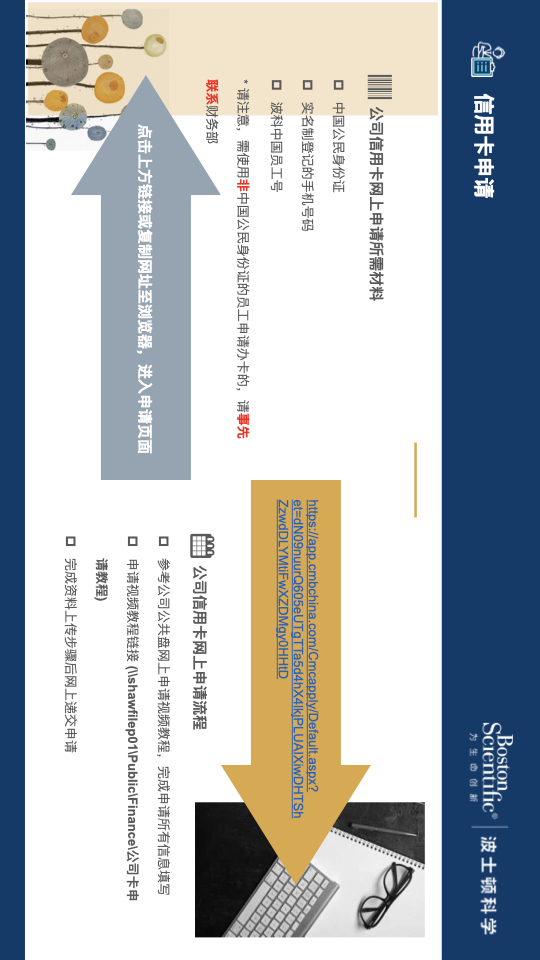 信用卡申请
Boston
Scientific®
为生命创新
波士顿科学
公司信用卡网上申请所需材料
中国公民身份证
实名制登记的手机号码
波科中国员工号
* 请注意，需使用非中国公民身份证的员工申请办卡的，请事先
联系财务部
点击上方链接或复制网址至浏览器，进入申请页面
https://app.cmbchina.com/Cmcapply/Default.aspx?
et=dN09nuurQ605eUTgTTa5d4hX4lkjPLUAIXiwDHTSh
ZzwdDLYMtiFwXZDMgy0HHtD
公司信用卡网上申请流程
参考公司公共盘网上申请视频教程，完成申请所有信息填写
申请视频教程链接 (\\shawfilep01\Public\Finance\公司卡申
请教程)
完成资料上传步骤后网上递交申请